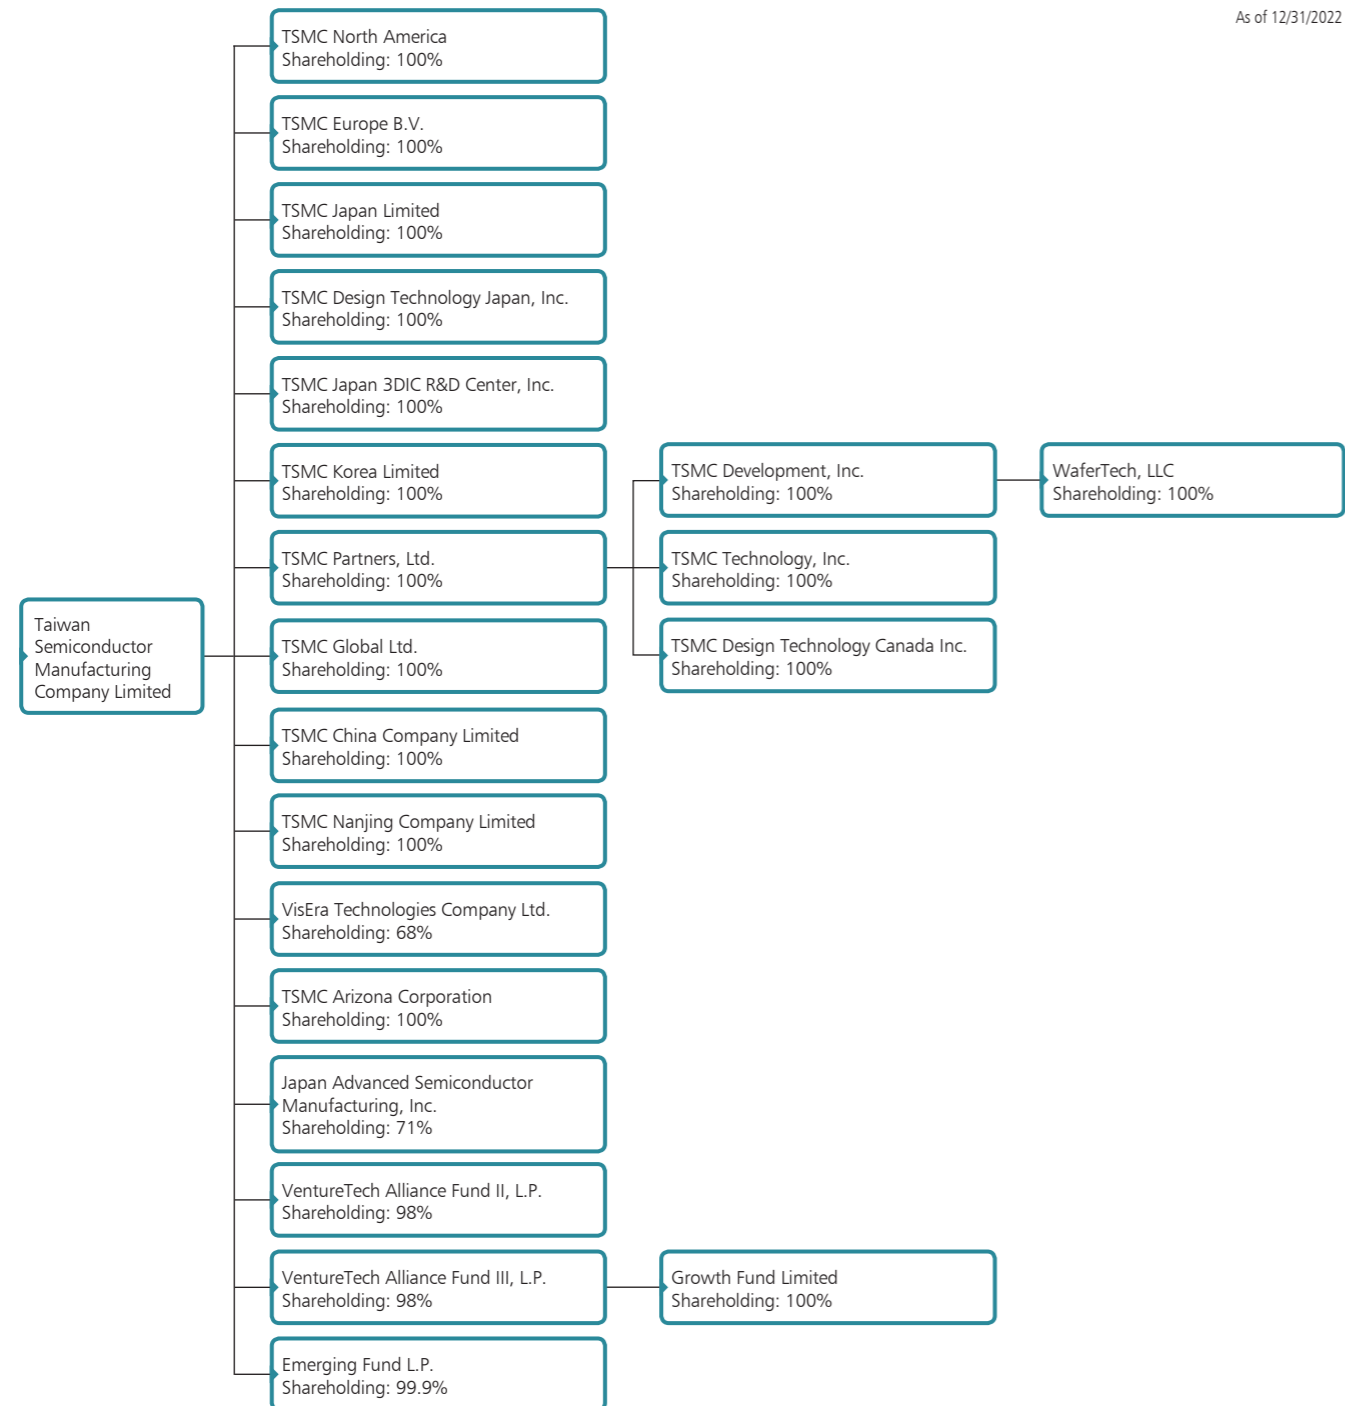 As of 12/31/2022
Taiwan
Semiconductor
Manufacturing
Company Limited
TSMC North America
Shareholding: 100%
TSMC Europe B.V.
Shareholding: 100%
TSMC Japan Limited
Shareholding: 100%
TSMC Design Technology Japan, Inc.
Shareholding: 100%
TSMC Japan 3DIC R&D Center, Inc.
Shareholding: 100%
TSMC Korea Limited
Shareholding: 100%
TSMC Partners, Ltd.
Shareholding: 100%
TSMC Development, Inc.
Shareholding: 100%
WaferTech, LLC
Shareholding: 100%
TSMC Technology, Inc.
Shareholding: 100%
TSMC Design Technology Canada Inc.
Shareholding: 100%
TSMC Global Ltd.
Shareholding: 100%
TSMC China Company Limited
Shareholding: 100%
TSMC Nanjing Company Limited
Shareholding: 100%
VisEra Technologies Company Ltd.
Shareholding: 68%
TSMC Arizona Corporation
Shareholding: 100%
Japan Advanced Semiconductor
Manufacturing, Inc.
Shareholding: 71%
VentureTech Alliance Fund II, L.P.
Shareholding: 98%
VentureTech Alliance Fund III, L.P.
Shareholding: 98%
Growth Fund Limited
Shareholding: 100%
Emerging Fund L.P.
Shareholding: 99.9%